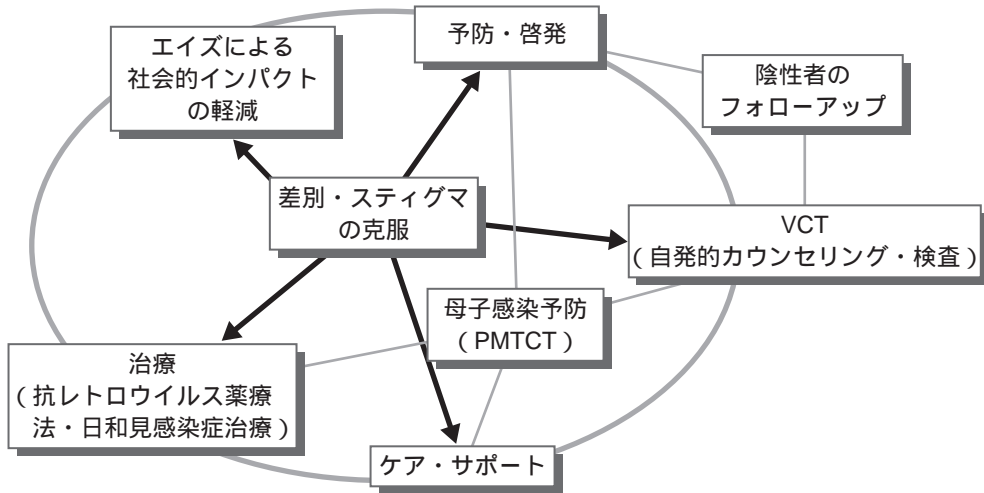 エイズによる
社会的インパクト
の軽減
予防・啓発
陰性者の
フォローアップ
差別・スティグマ
の克服
VCT
（自発的カウンセリング・検査）
母子感染予防
（PMTCT）
治療
（抗レトロウイルス薬療
法・日和見感染症治療）
ケア・サポート